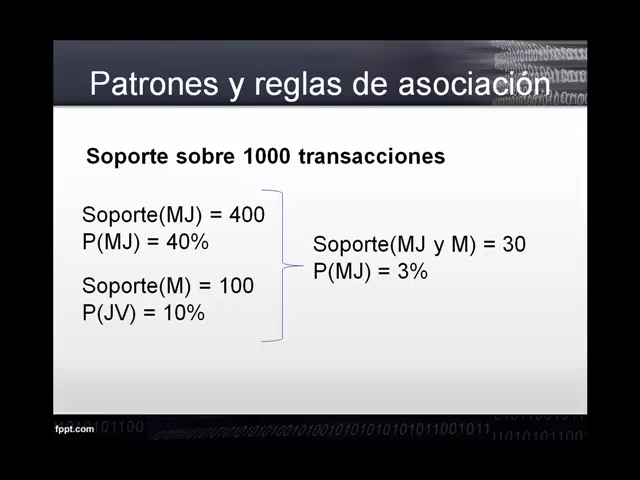 Patrones y reglas de asociación
Soporte sobre 1000 transacciones
Soporte(MJ) = 400
P(MJ) = 40%
Soporte(M) = 100
P(JV) = 10%
Soporte(MJ y M) = 30
P(MJ) = 3%
fppt.com